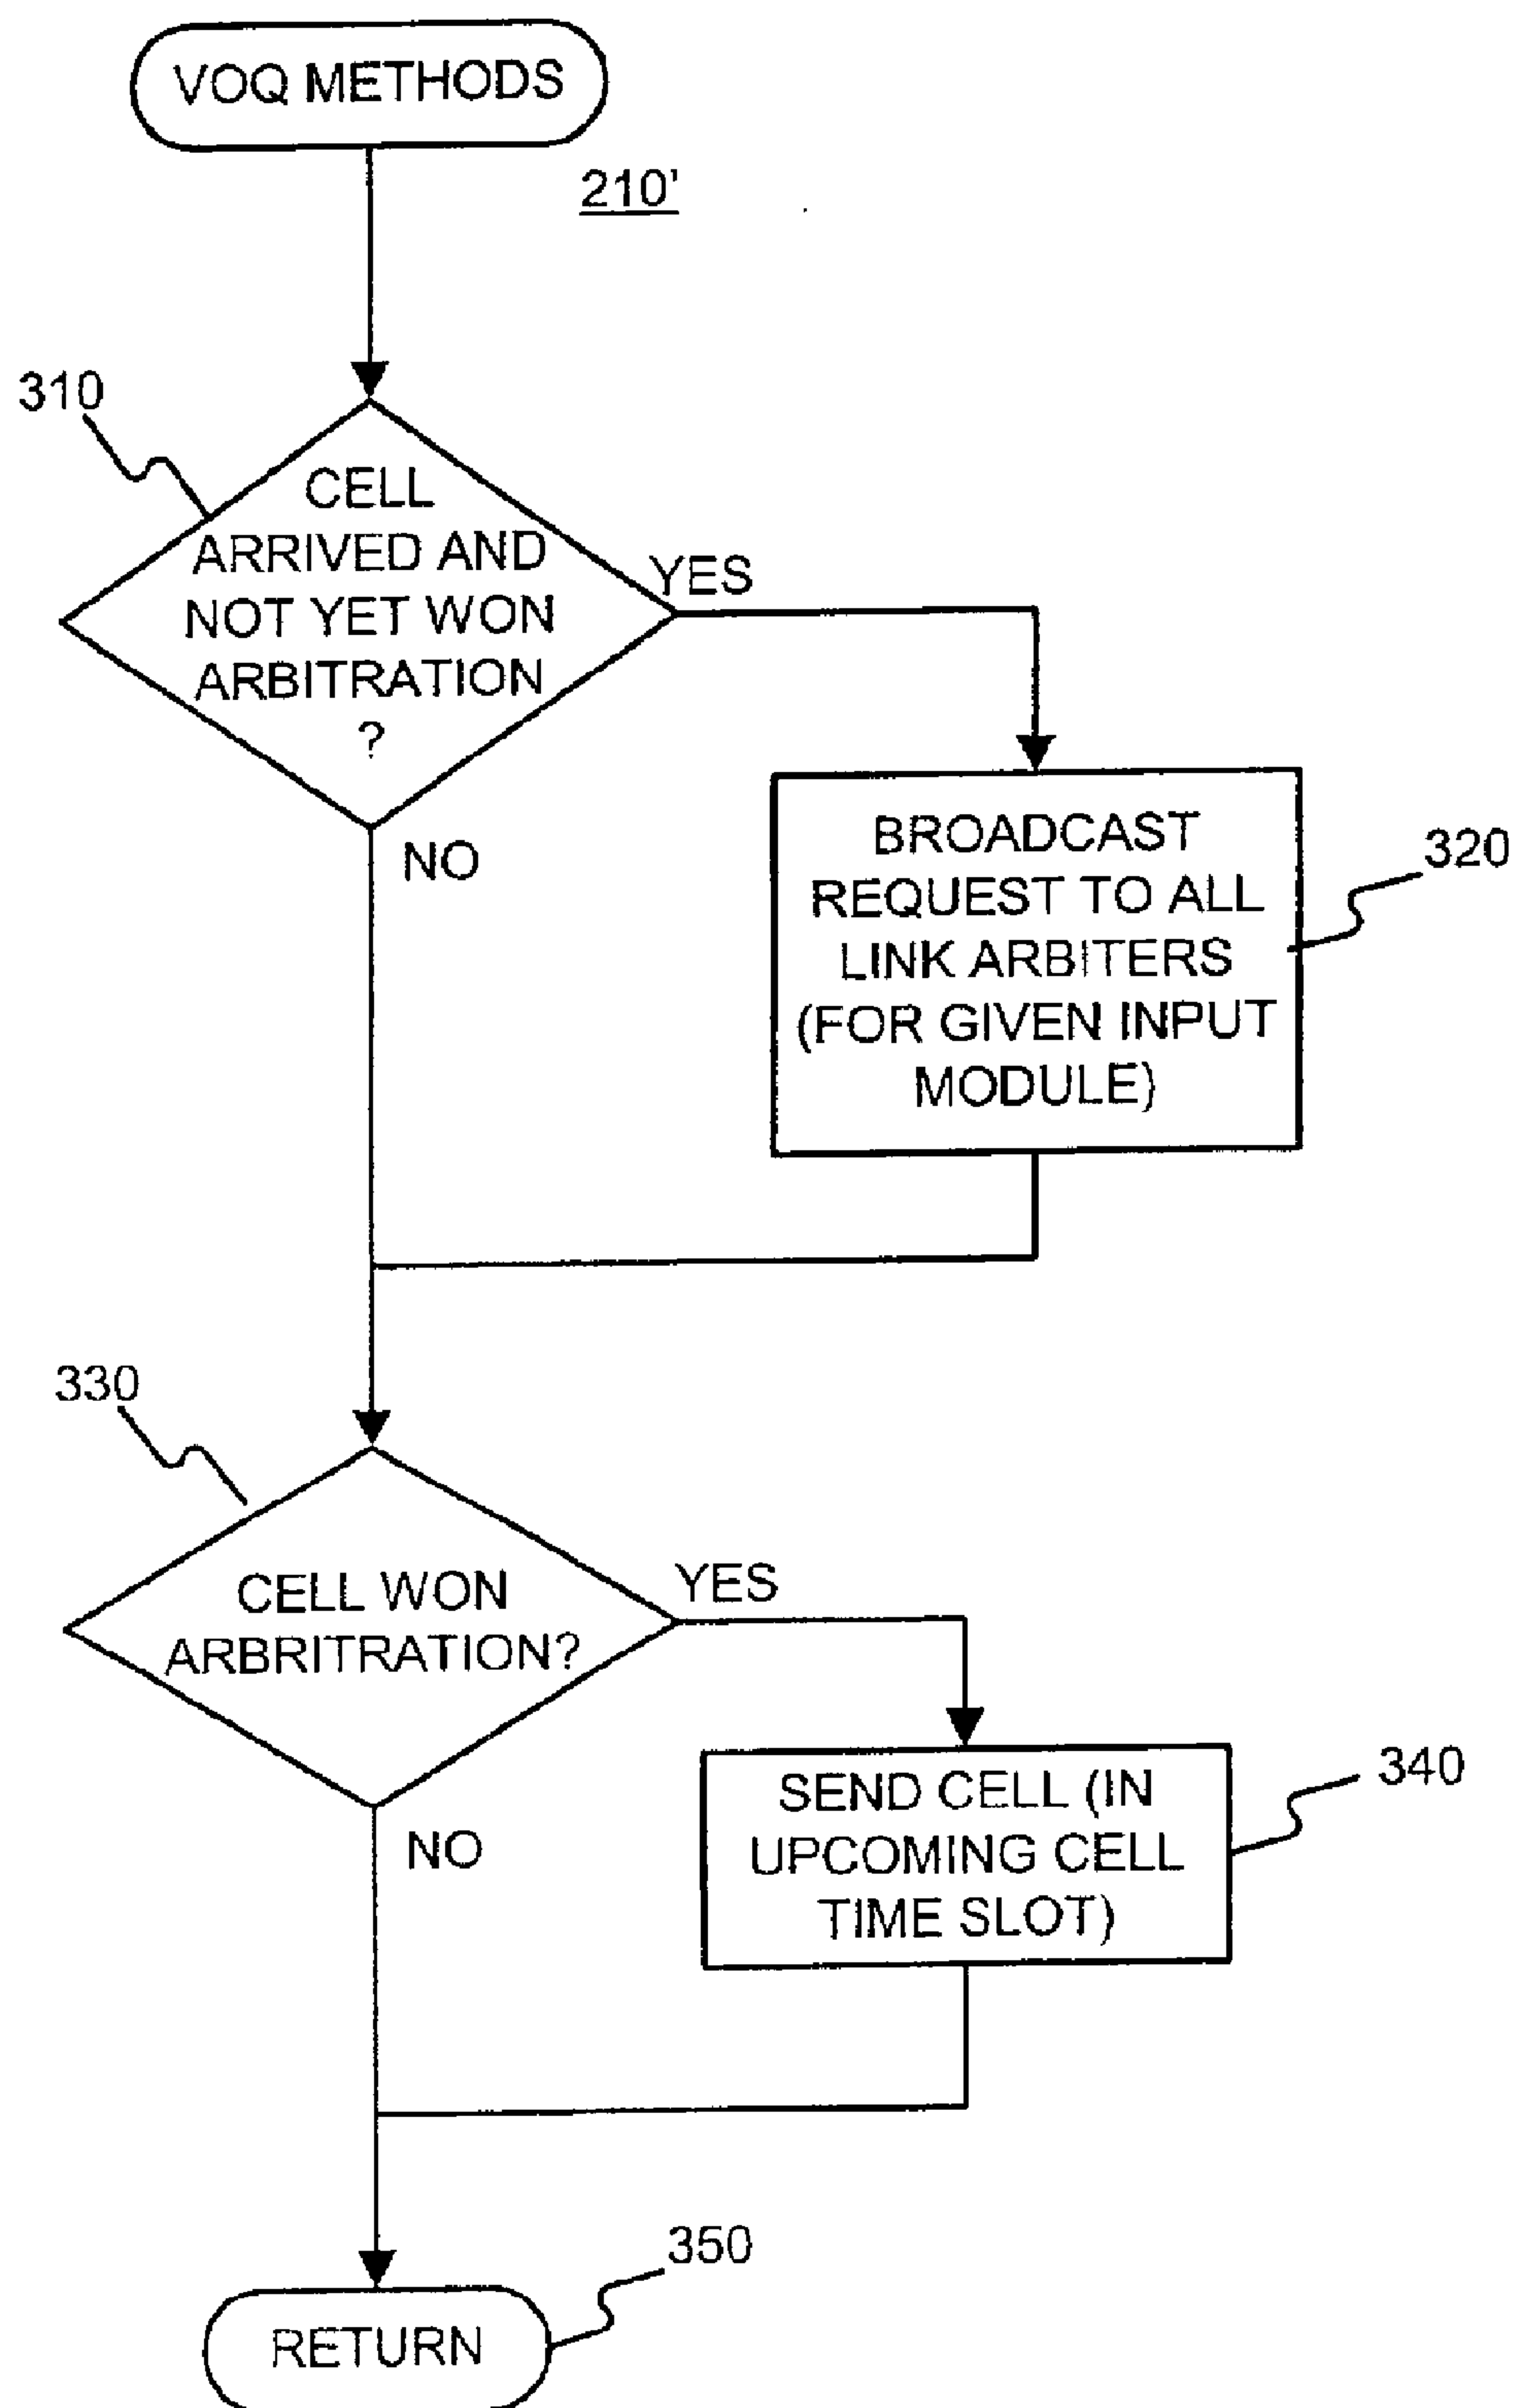 VOQ METHODS
210'
310
CELL
ARRIVED AND
NOT YET WON
ARBITRATION
?
YES
NO
BROADCAST
REQUEST TO ALL
LINK ARBITERS
(FOR GIVEN INPUT
MODULE)
320
330
CELL WON
ARBRITRATION?
YES
NO
SEND CELL (IN
UPCOMING CELL
TIME SLOT)
340
350
RETURN